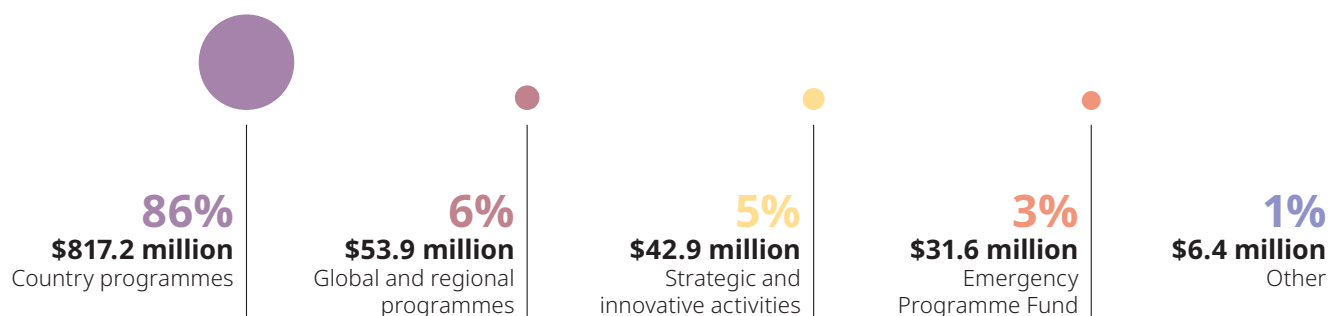 86%
$817.2 million
Country programmes
6%
$53.9 million
Global and regional
programmes
5%
$42.9 million
Strategic and
innovative activities
3%
$31.6 million
Emergency
Programme Fund
1%
$6.4 million
Other